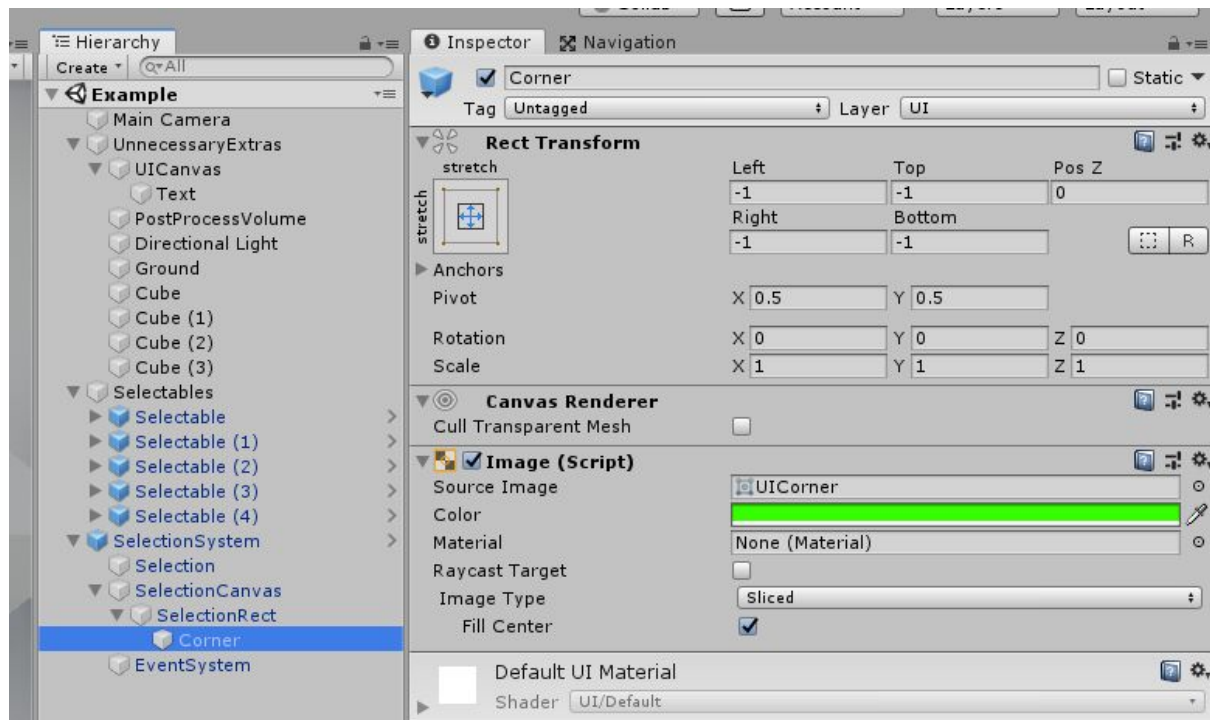 Hierarchy
Create
All
Example
Main Camera
UnnecessaryExtras
UICanvas
Text
PostProcessVolume
Directional Light
Ground
Cube
Cube (1)
Cube (2)
Cube (3)
Selectables
Selectable
Selectable (1)
Selectable (2)
Selectable (3)
Selectable (4)
SelectionSystem
Selection
SelectionCanvas
SelectionRect
Corner
EventSystem
Inspector Navigation
Corner Static
Tag Untagged Layer UI
Rect Transform
stretch Left Top Pos Z
stretch
-1 -1 0
Right Bottom
-1 -1 R
Anchors
Pivot X 0.5 Y 0.5
Rotation X 0 Y 0 Z 0
Scale X 1 Y 1 Z 1
Canvas Renderer
Cull Transparent Mesh
Image (Script)
Source Image UICorner
Color
Material None (Material)
Raycast Target
Image Type Sliced
Fill Center
Default UI Material
Shader UI/Default